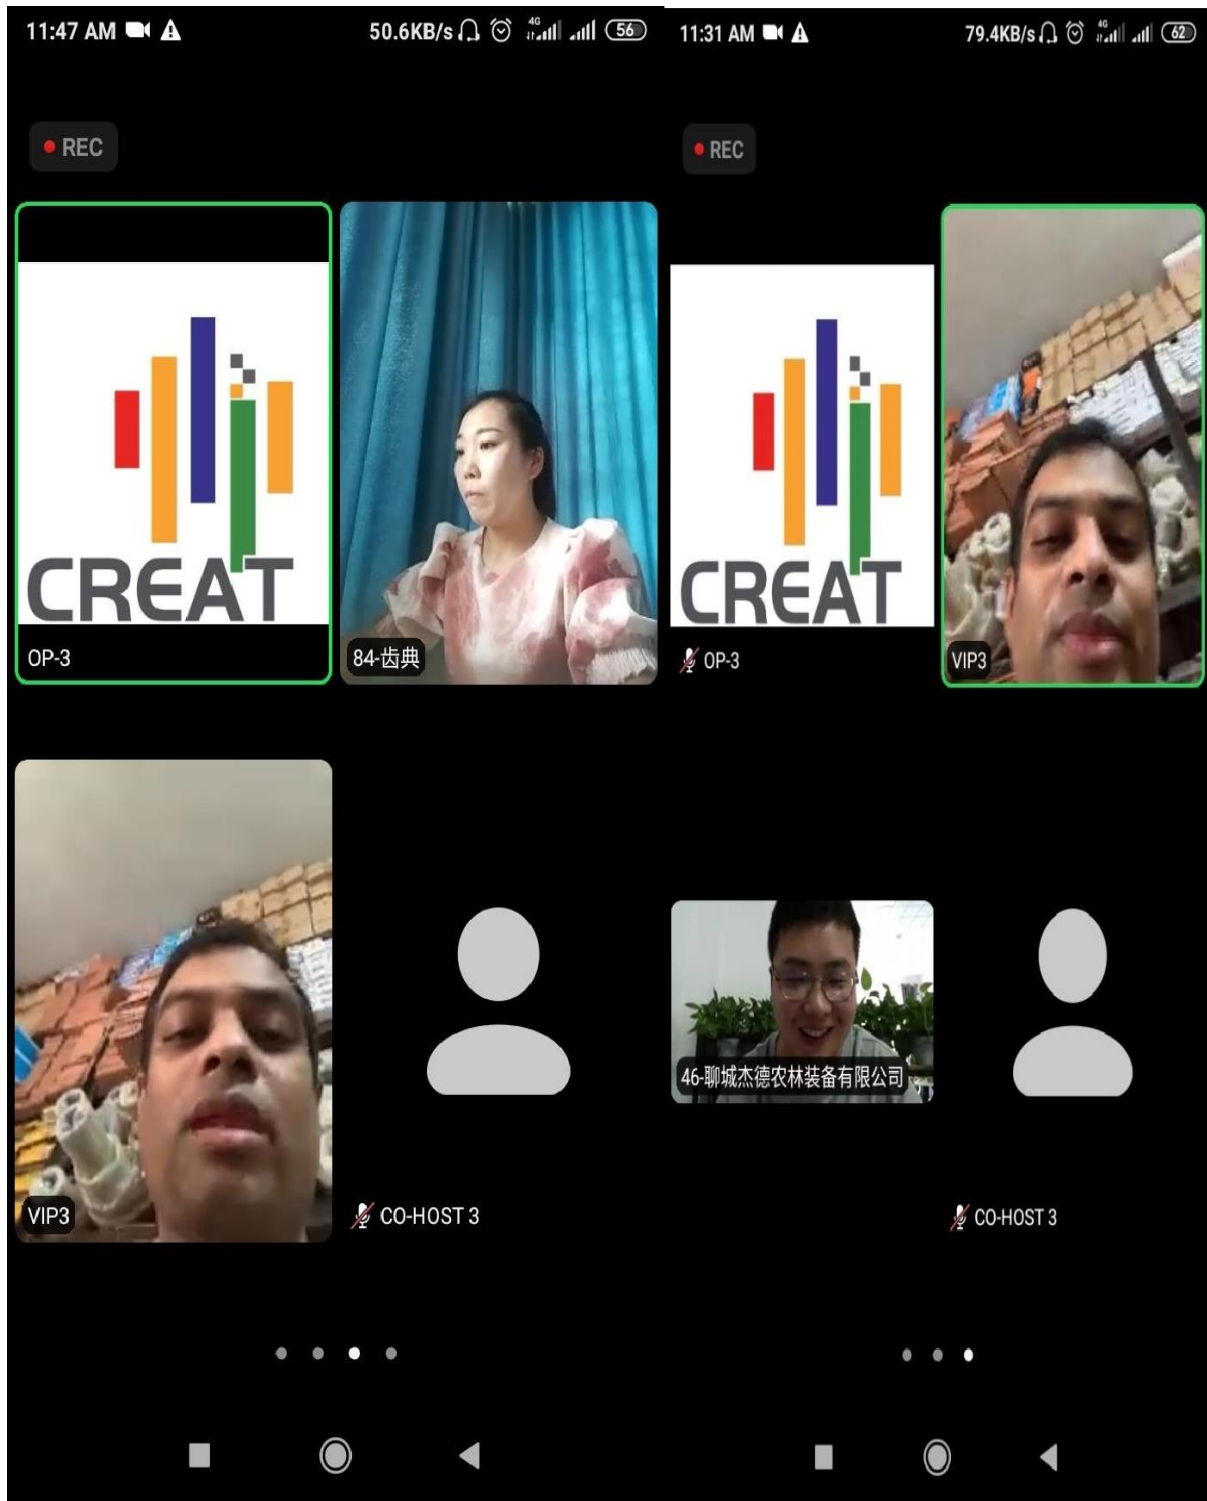 11:47 AM
50.6KB/s 4G 56
REC
CREAT
OP-3
84-齿典
VIP3
CO-HOST 3
11:31 AM
79.4KB/s 4G 62
REC
CREAT
OP-3
VIP3
46-聊城杰德农林装备有限公司
CO-HOST 3